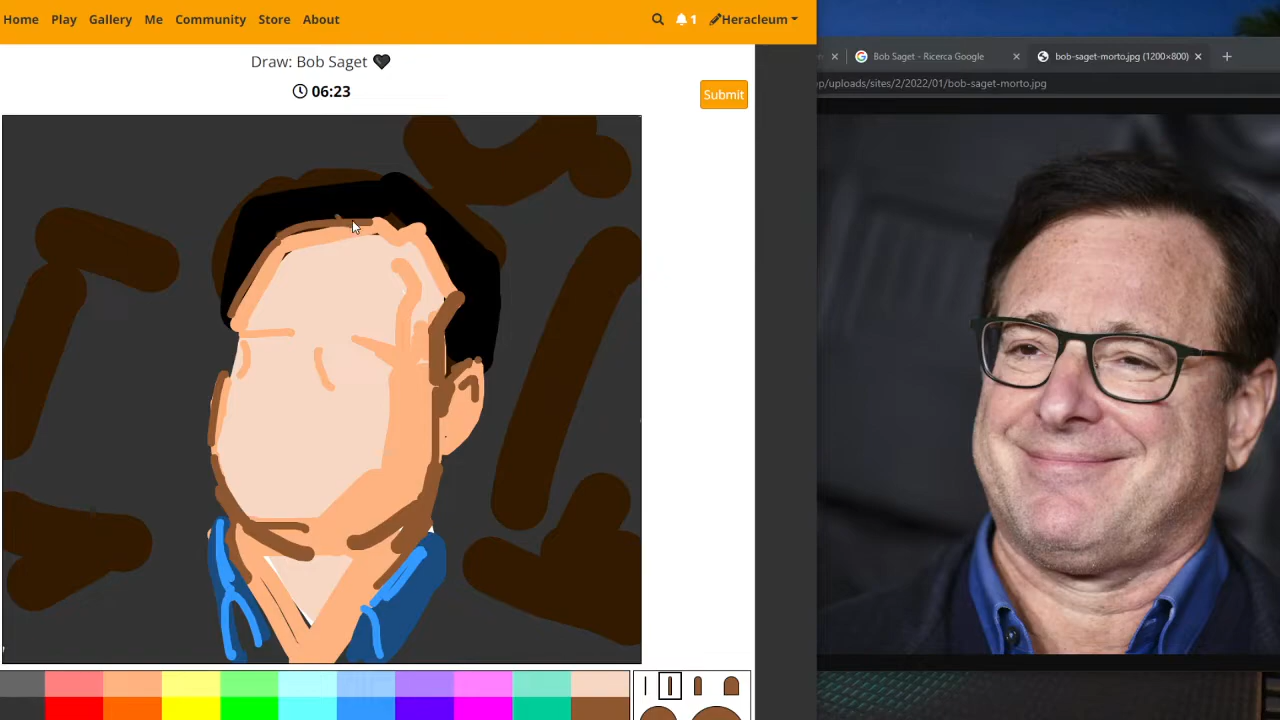 Home Play Gallery Me Community Store About 1 Heracleum
Draw: Bob Saget
06:23
Submit
Bob Saget - Ricerca Google
bob-saget-morto.jpg (1200×800)
/uploads/sites/2/2022/01/bob-saget-morto.jpg